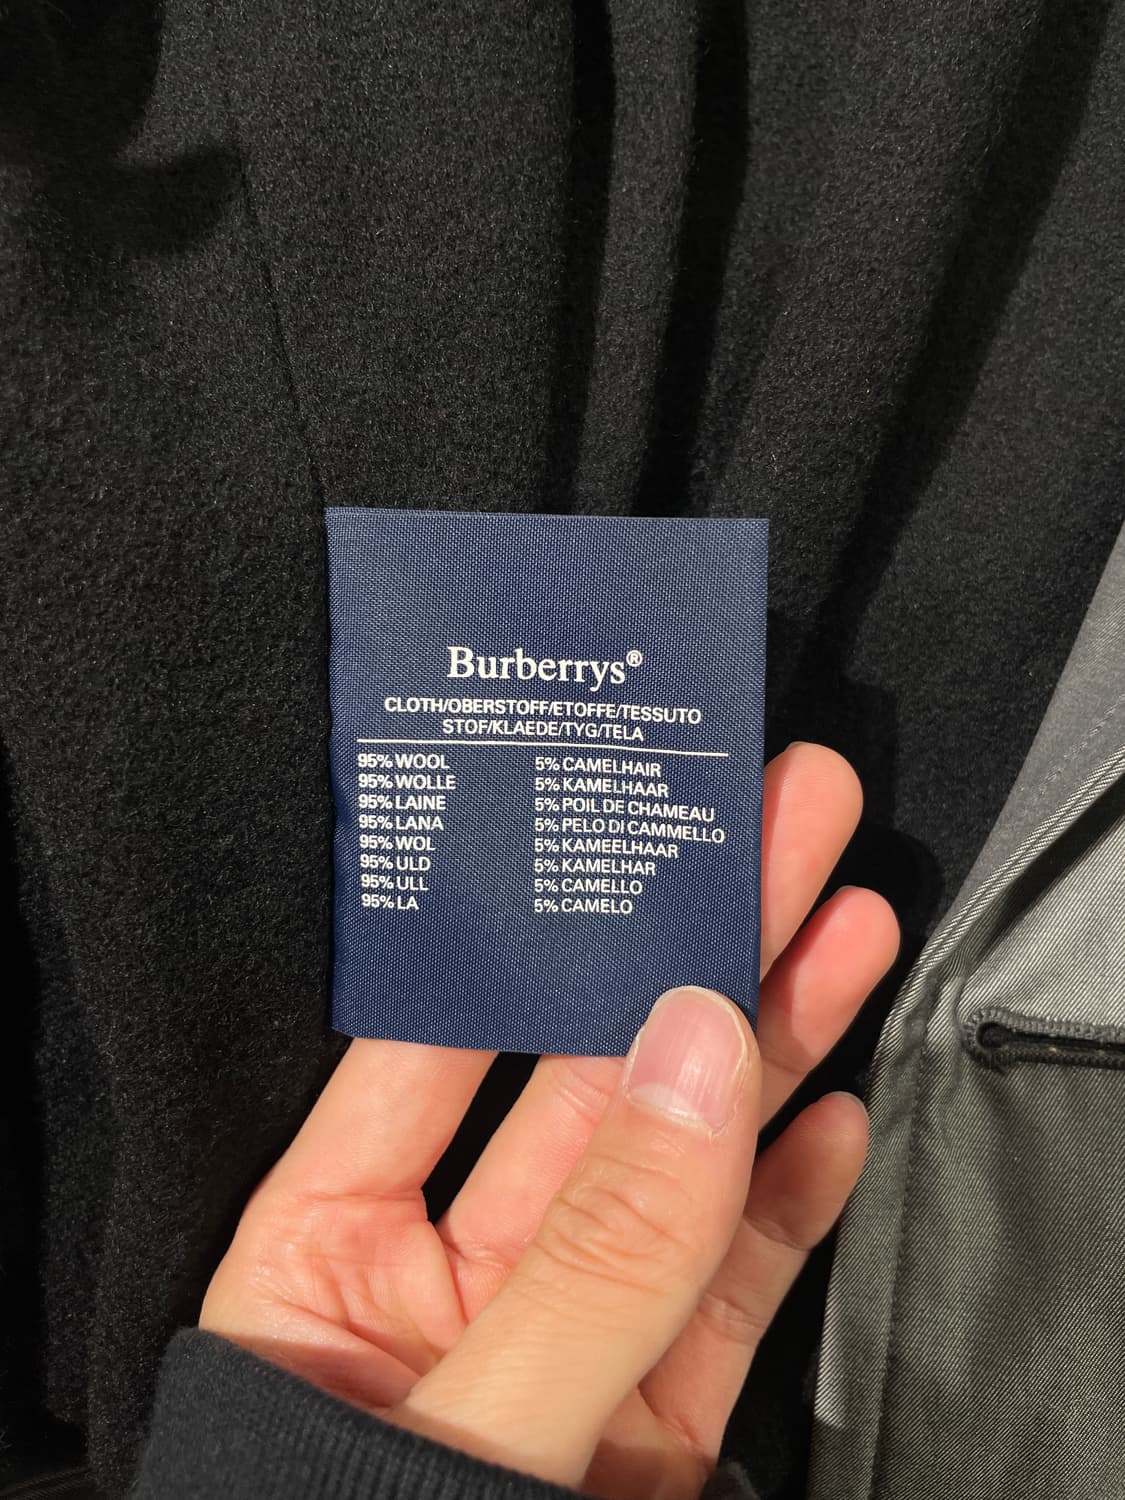 Burberrys®
CLOTH/OBERSTOFF/ETOFFE/TESSUTO
STOF/KLAEDE/TYG/TELA
95% WOOL 5% CAMELHAIR
95% WOLLE 5% KAMELHAAR
95% LAINE 5% POIL DE CHAMEAU
95% LANA 5% PELO DI CAMMELLO
95% WOL 5% KAMEELHAAR
95% ULD 5% KAMELHAR
95% ULL 5% CAMELLO
95% LA 5% CAMELO